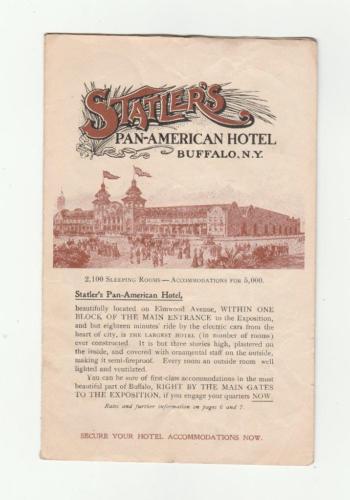 STATLER'S
PAN-AMERICAN HOTEL
BUFFALO, N.Y.
2,100 SLEEPING ROOMS — ACCOMMODATIONS FOR 5,000.
Statler's Pan-American Hotel,
beautifully located on Elmwood Avenue, WITHIN ONE
BLOCK OF THE MAIN ENTRANCE to the Exposition,
and but eighteen minutes' ride by the electric cars from the
heart of city, is THE LARGEST HOTEL (in number of rooms)
ever constructed. It is but three stories high, plastered on
the inside, and covered with ornamental staff on the outside,
making it semi-fireproof. Every room an outside room well
lighted and ventilated.
You can be sure of first-class accommodations in the most
beautiful part of Buffalo, RIGHT BY THE MAIN GATES
TO THE EXPOSITION, if you engage your quarters NOW.
Rates and further information on pages 6 and 7.
SECURE YOUR HOTEL ACCOMMODATIONS NOW.